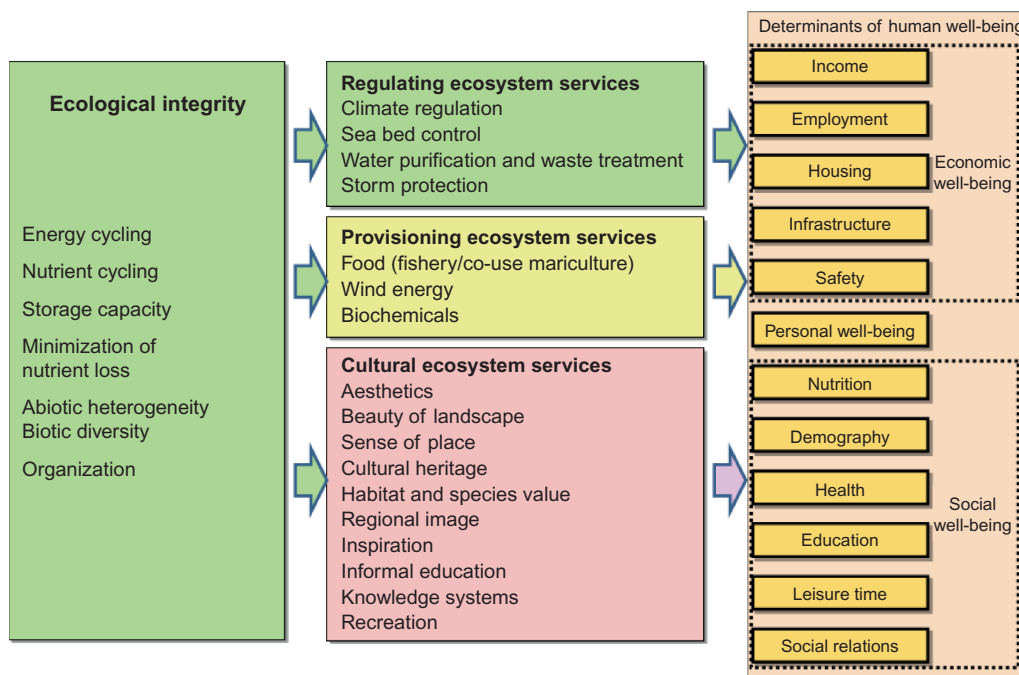 Ecological integrity
Energy cycling
Nutrient cycling
Storage capacity
Minimization of
nutrient loss
Abiotic heterogeneity
Biotic diversity
Organization
Regulating ecosystem services
Climate regulation
Sea bed control
Water purification and waste treatment
Storm protection
Provisioning ecosystem services
Food (fishery/co-use mariculture)
Wind energy
Biochemicals
Cultural ecosystem services
Aesthetics
Beauty of landscape
Sense of place
Cultural heritage
Habitat and species value
Regional image
Inspiration
Informal education
Knowledge systems
Recreation
Determinants of human well-being
Income
Employment
Housing
Infrastructure
Safety
Economic
well-being
Personal well-being
Nutrition
Demography
Health
Education
Leisure time
Social relations
Social
well-being